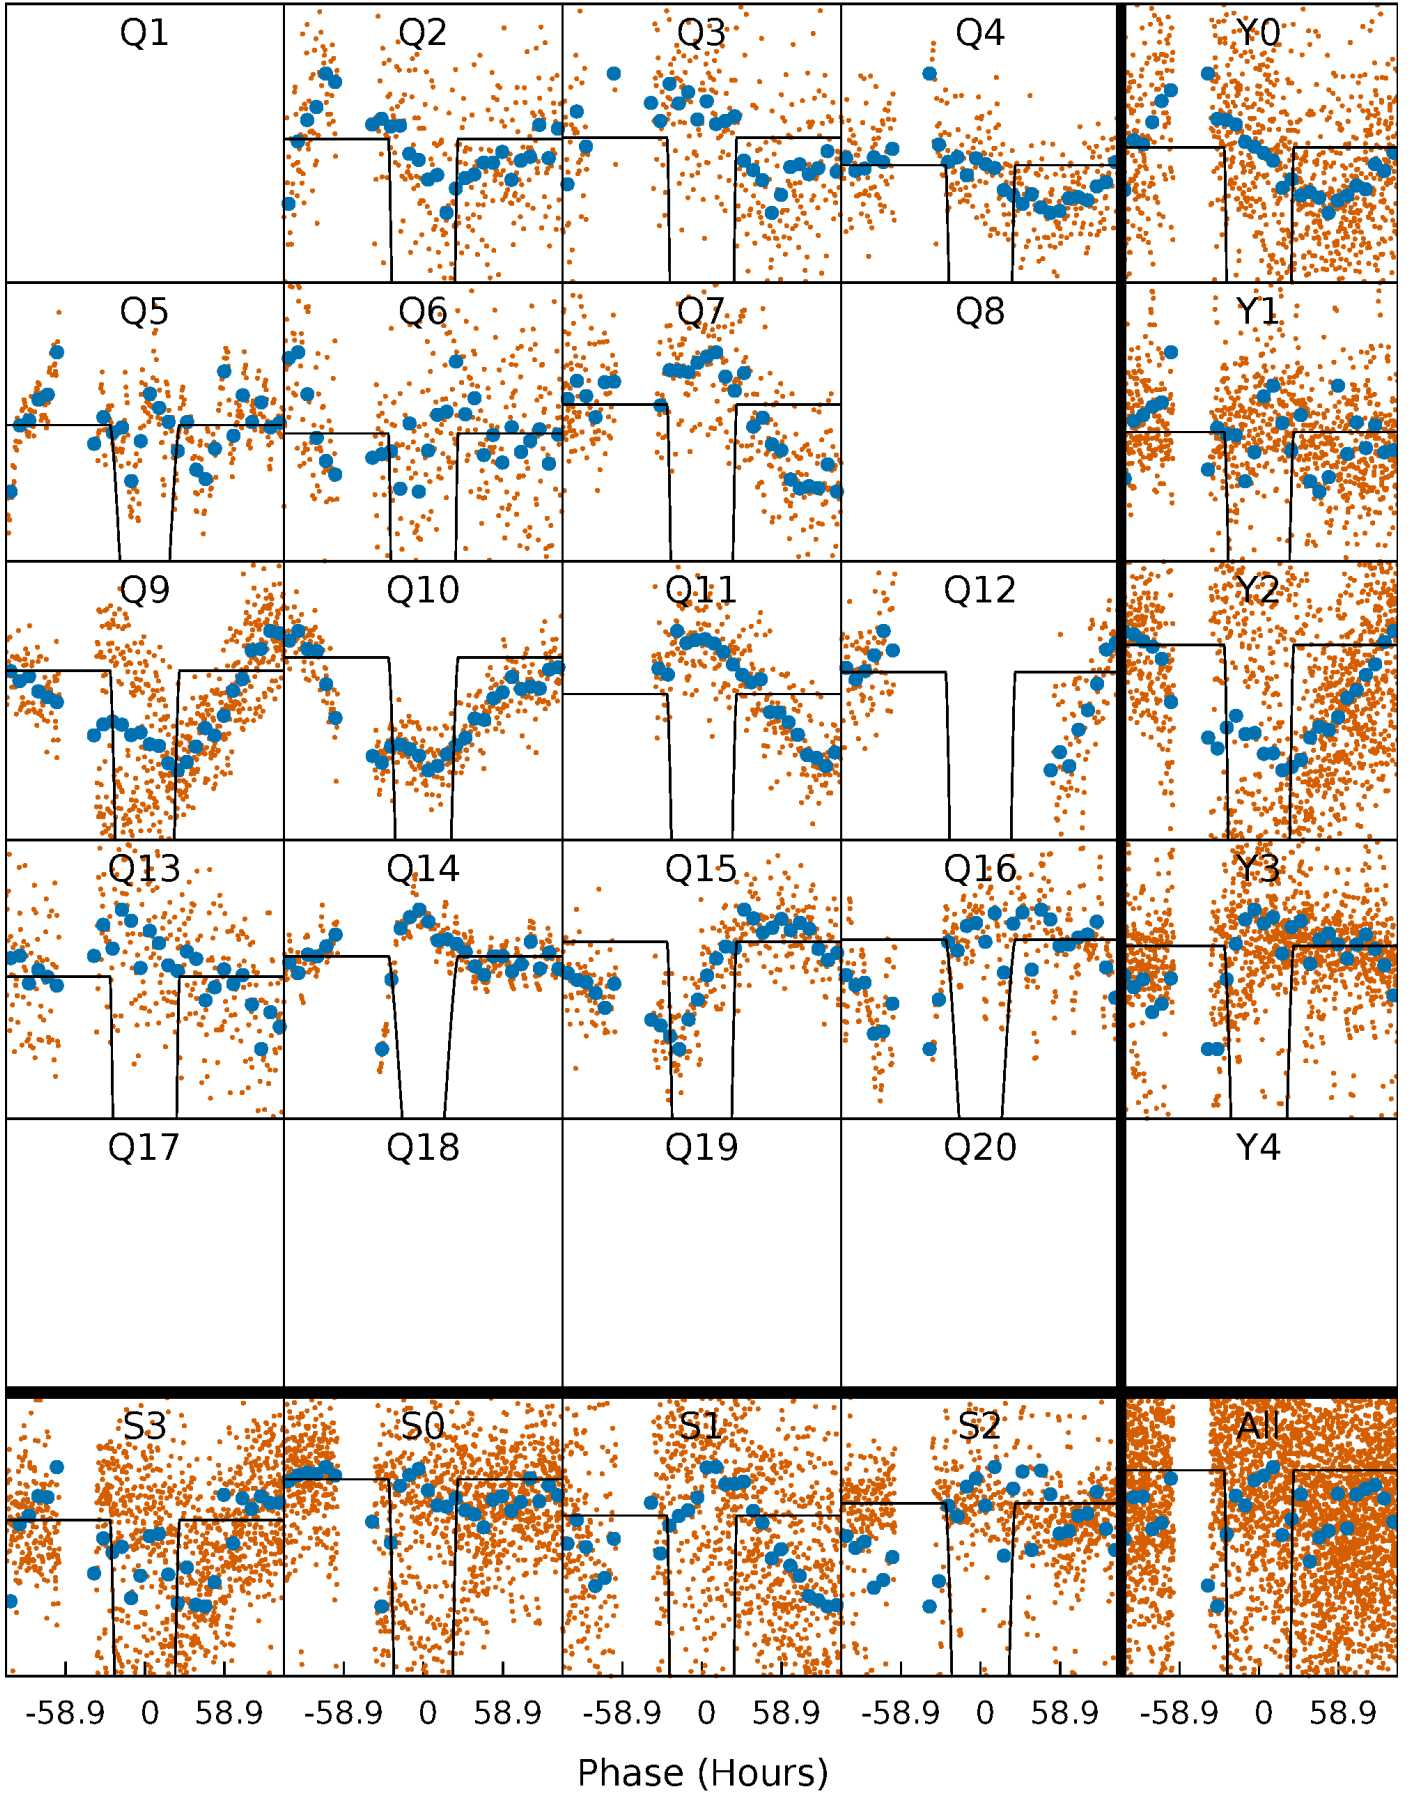 Q1 Q2 Q3 Q4 Y0
Q5 Q6 Q7 Q8 Y1
Q9 Q10 Q11 Q12 Y2
Q13 Q14 Q15 Q16 Y3
Q17 Q18 Q19 Q20 Y4
S3 S0 S1 S2 All
-58.9 0 58.9 -58.9 0 58.9 -58.9 0 58.9 -58.9 0 58.9 -58.9 0 58.9
Phase (Hours)